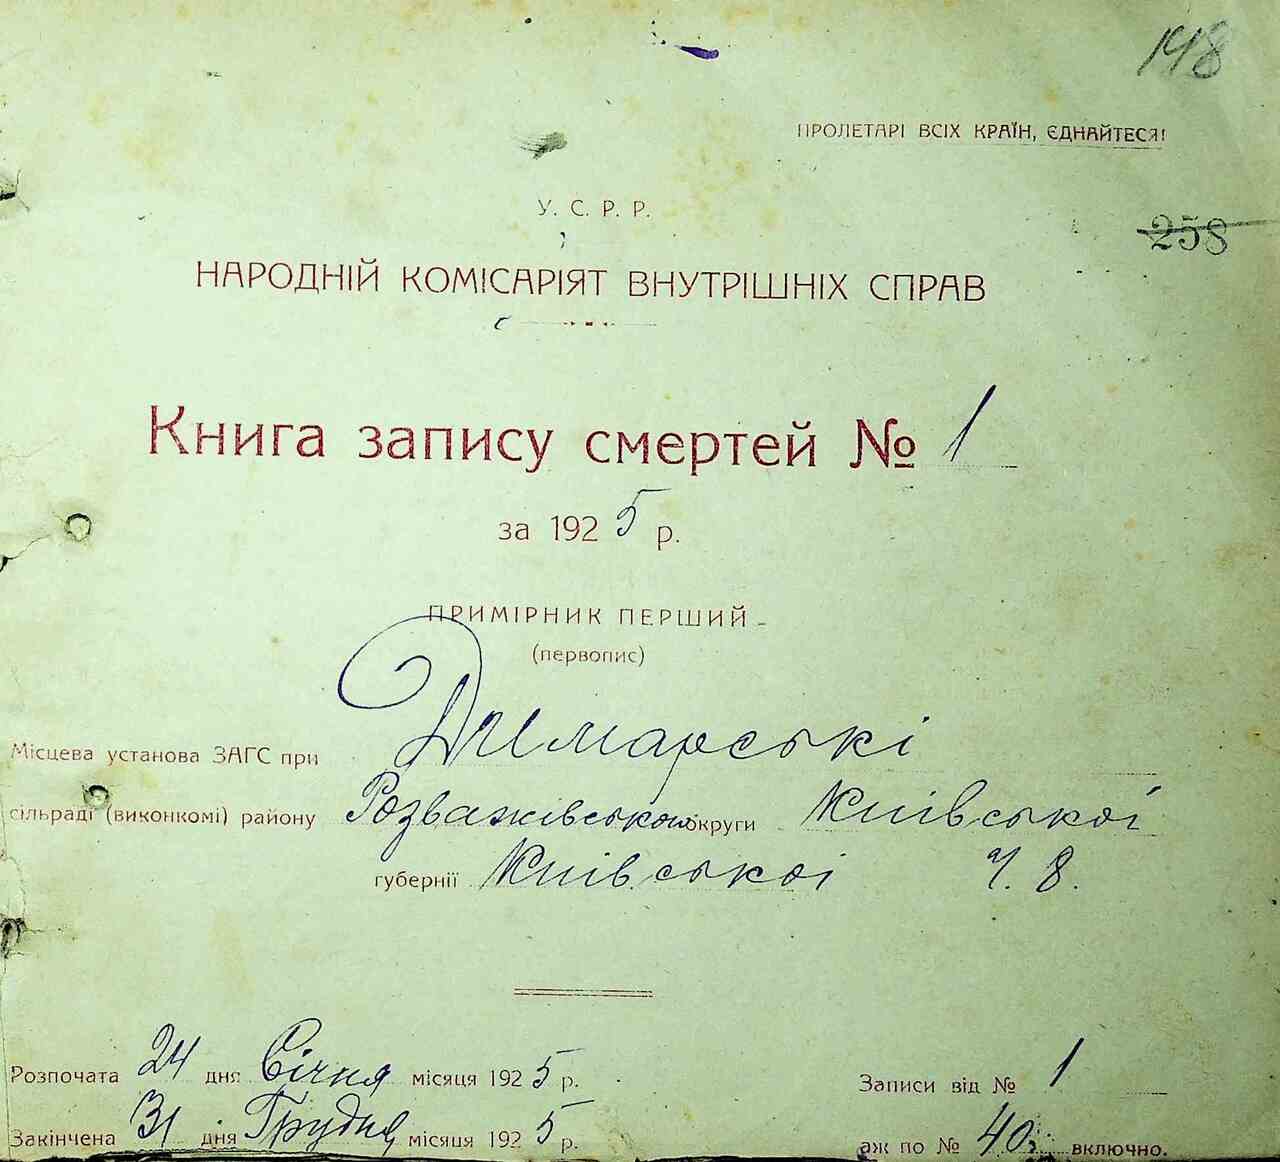 148
ПРОЛЕТАРІ ВСІХ КРАЇН, ЄДНАЙТЕСЯ!
У. С. Р. Р.
258
НАРОДНІЙ КОМІСАРІЯТ ВНУТРІШНІХ СПРАВ
Книга запису смертей № 1
за 1925 р.
ПРИМІРНИК ПЕРШИЙ
(первопис)
Місцева установа ЗАГС при Димарські
сільраді (виконкомі) району Розважівського округи Київської
губернії Київської Ч. 8.
Розпочата 24 дня Січня місяця 1925 р. Записи від № 1
Закінчена 31 дня Грудня місяця 1925 р. аж по № 40 включно.